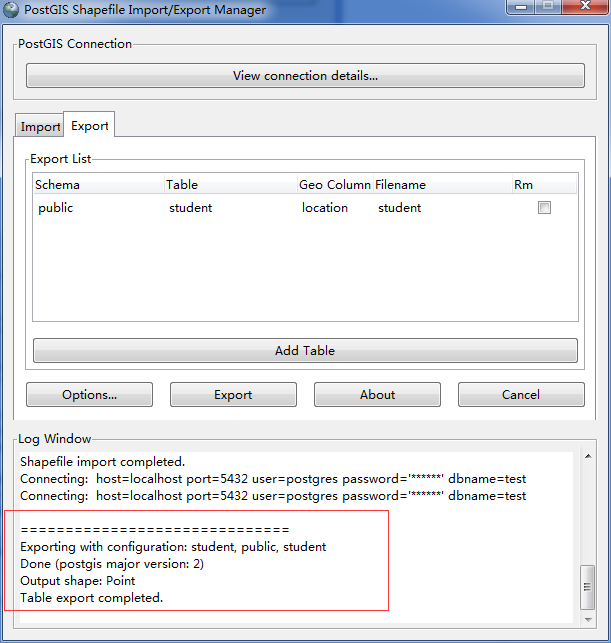 PostGIS Shapefile Import/Export Manager
PostGIS Connection
View connection details...
Import Export
Export List
Schema Table Geo Column Filename Rm
public student location student
Add Table
Options... Export About Cancel
Log Window
Shapefile import completed.
Connecting: host=localhost port=5432 user=postgres password='******' dbname=test
Connecting: host=localhost port=5432 user=postgres password='******' dbname=test
==============================
Exporting with configuration: student, public, student
Done (postgis major version: 2)
Output shape: Point
Table export completed.